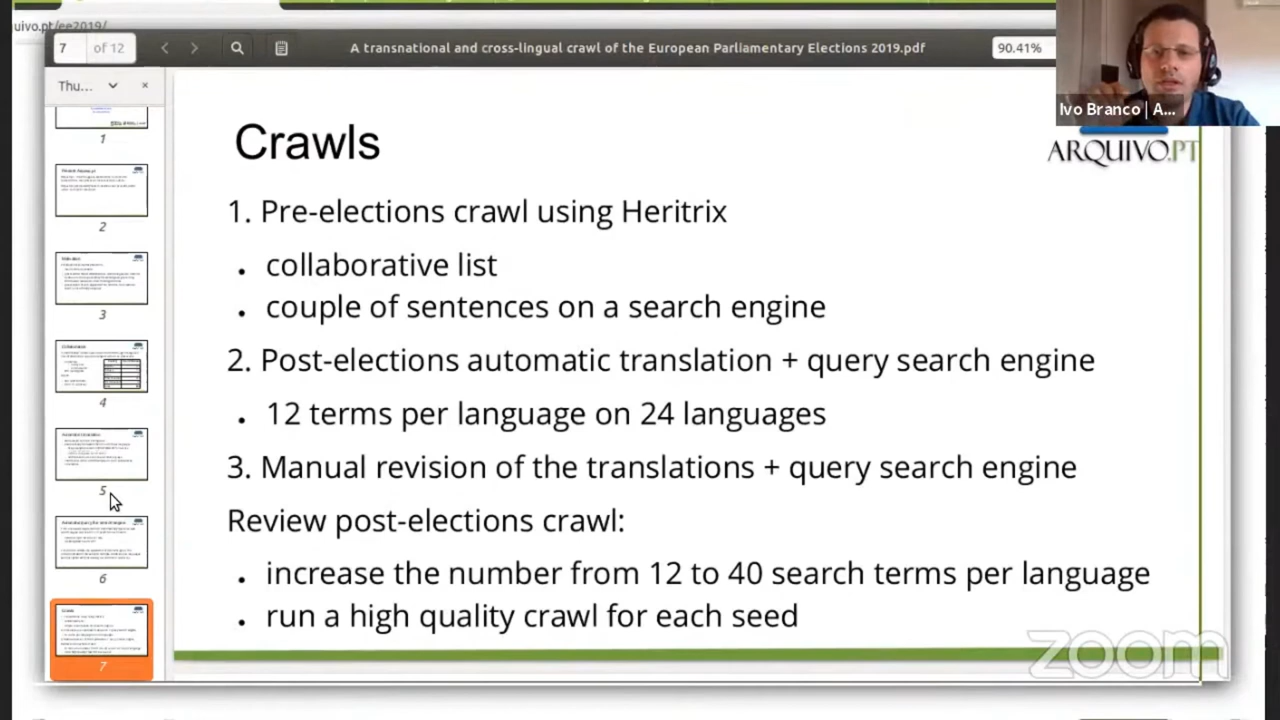 uivo.pt/ee2019/
7 of 12
A transnational and cross-lingual crawl of the European Parliamentary Elections 2019.pdf
90.41%
Thu...
Ivo Branco | A...
ARQUIVO.PT
Crawls
1. Pre-elections crawl using Heritrix
• collaborative list
• couple of sentences on a search engine
2. Post-elections automatic translation + query search engine
• 12 terms per language on 24 languages
3. Manual revision of the translations + query search engine
Review post-elections crawl:
• increase the number from 12 to 40 search terms per language
• run a high quality crawl for each seed
1
2
3
4
5
6
7
zoom